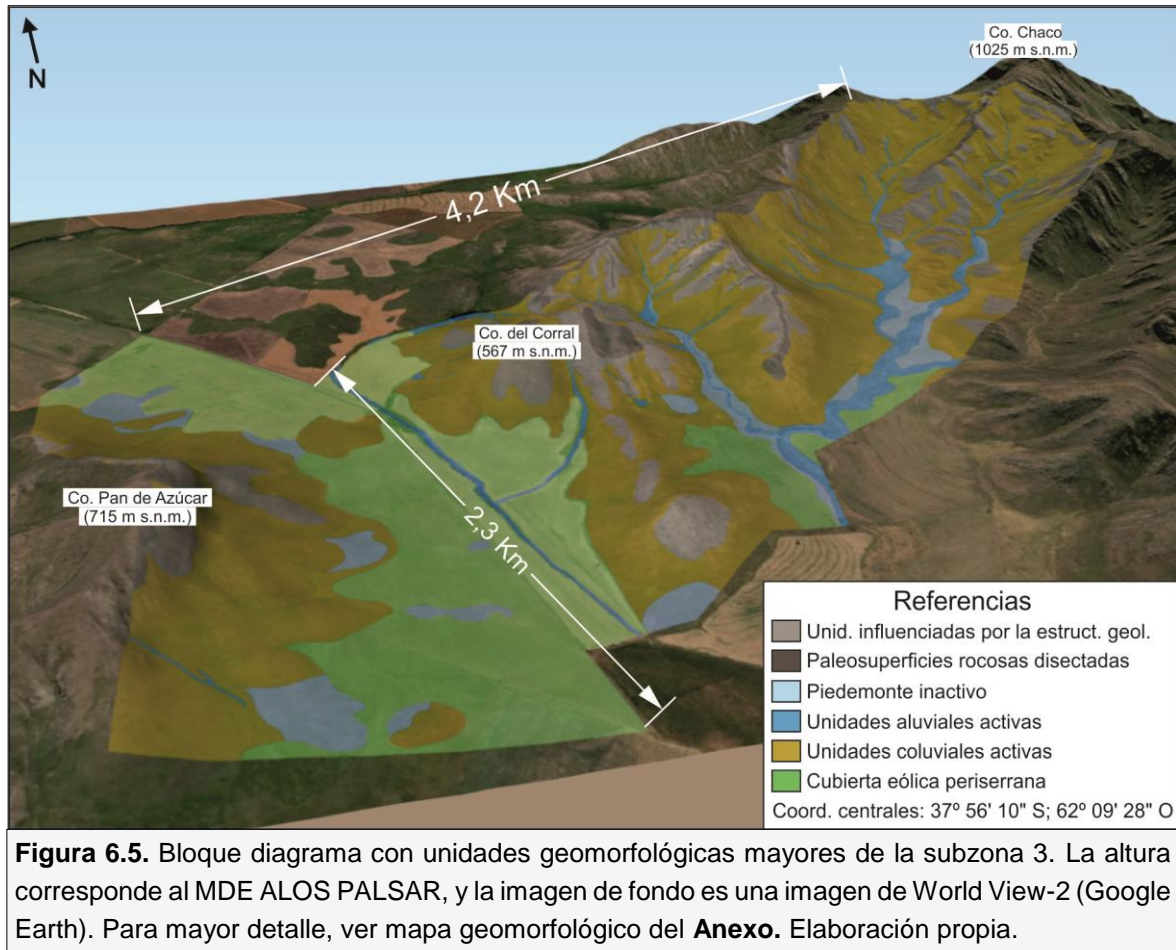 N
Co. Chaco
(1025 m s.n.m.)
4,2 Km
Co. del Corral
(567 m s.n.m.)
Co. Pan de Azúcar
(715 m s.n.m.)
2,3 Km
Referencias
Unid. influenciadas por la estruct. geol.
Paleosuperficies rocosas disectadas
Piedemonte inactivo
Unidades aluviales activas
Unidades coluviales activas
Cubierta eólica periserrana
Coord. centrales: 37º 56' 10" S; 62º 09' 28" O
Figura 6.5. Bloque diagrama con unidades geomorfológicas mayores de la subzona 3. La altura
corresponde al MDE ALOS PALSAR, y la imagen de fondo es una imagen de World View-2 (Google
Earth). Para mayor detalle, ver mapa geomorfológico del Anexo. Elaboración propia.